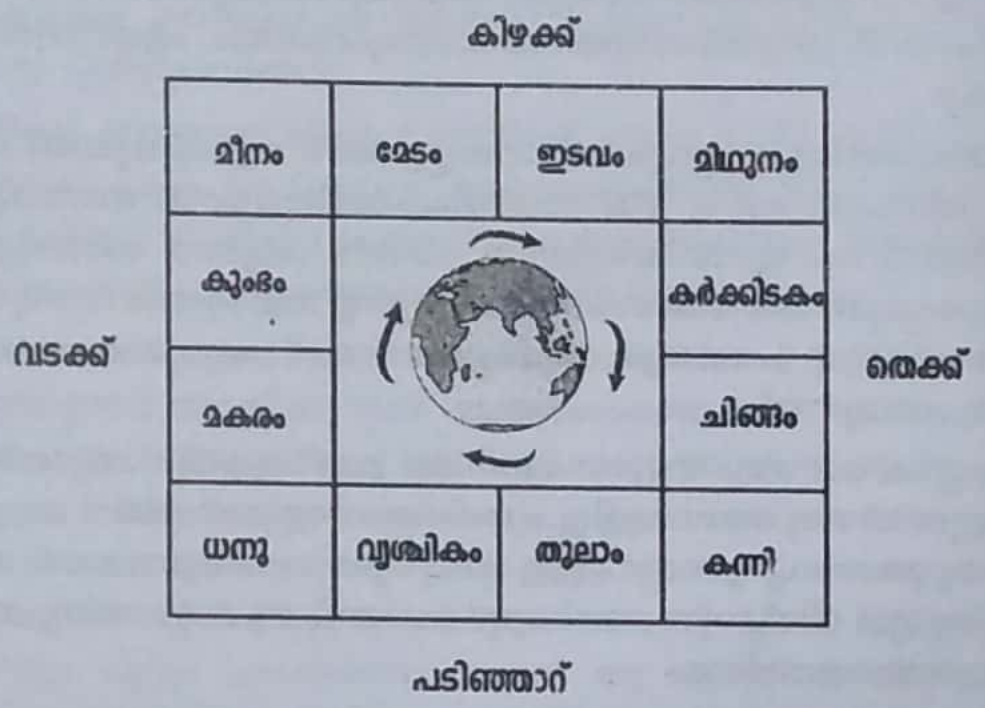 കിഴക്ക്
മീനം മേടം ഇടവം മിഥുനം
കുംഭം കർക്കിടകം
വടക്ക് തെക്ക്
മകരം ചിങ്ങം
ധനു വൃശ്ചികം തുലാം കന്നി
പടിഞ്ഞാറ്